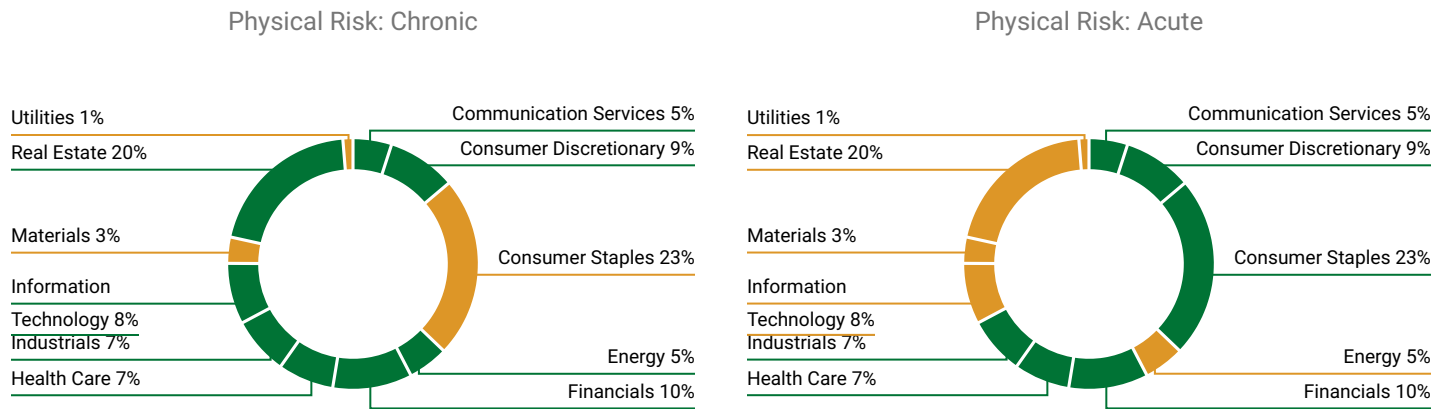 Physical Risk: Chronic
Utilities 1%
Real Estate 20%
Materials 3%
Information
Technology 8%
Industrials 7%
Health Care 7%
Communication Services 5%
Consumer Discretionary 9%
Consumer Staples 23%
Energy 5%
Financials 10%
Physical Risk: Acute
Utilities 1%
Real Estate 20%
Materials 3%
Information
Technology 8%
Industrials 7%
Health Care 7%
Communication Services 5%
Consumer Discretionary 9%
Consumer Staples 23%
Energy 5%
Financials 10%